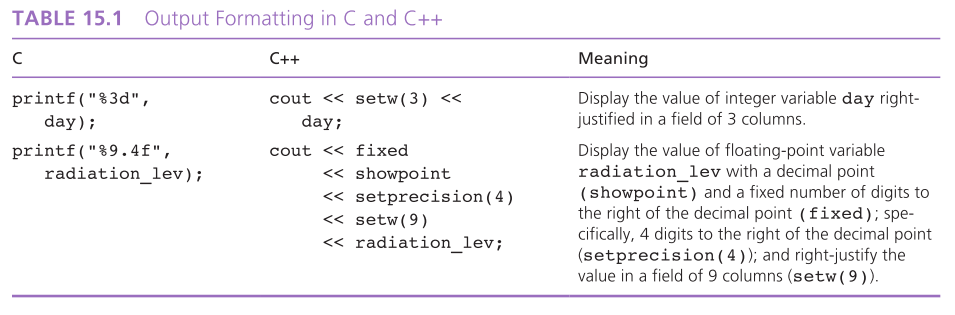 TABLE 15.1 Output Formatting in C and C++
C C++ Meaning
printf("%3d",
day);
cout << setw(3) <<
day;
Display the value of integer variable day right-
justified in a field of 3 columns.
printf("%9.4f",
radiation_lev);
cout << fixed
<< showpoint
<< setprecision(4)
<< setw(9)
<< radiation_lev;
Display the value of floating-point variable
radiation_lev with a decimal point
(showpoint) and a fixed number of digits to
the right of the decimal point (fixed); spe-
cifically, 4 digits to the right of the decimal point
(setprecision(4)); and right-justify the
value in a field of 9 columns (setw(9)).